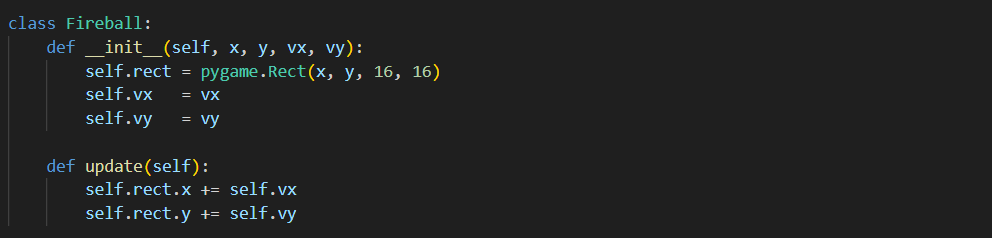 class Fireball:
    def __init__(self, x, y, vx, vy):
        self.rect = pygame.Rect(x, y, 16, 16)
        self.vx   = vx
        self.vy   = vy

    def update(self):
        self.rect.x += self.vx
        self.rect.y += self.vy